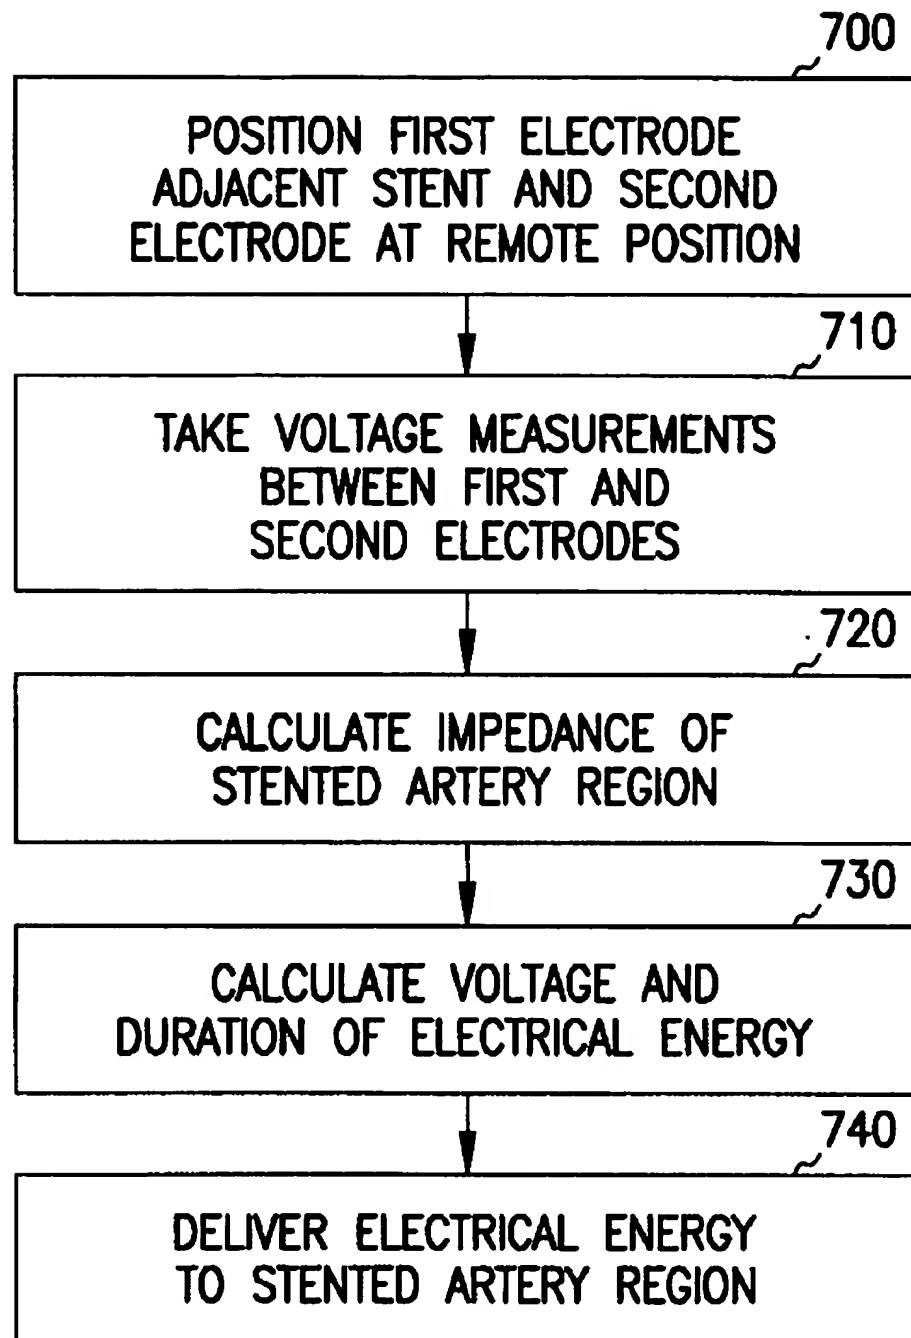 700
POSITION FIRST ELECTRODE
ADJACENT STENT AND SECOND
ELECTRODE AT REMOTE POSITION
710
TAKE VOLTAGE MEASUREMENTS
BETWEEN FIRST AND
SECOND ELECTRODES
720
CALCULATE IMPEDANCE OF
STENTED ARTERY REGION
730
CALCULATE VOLTAGE AND
DURATION OF ELECTRICAL ENERGY
740
DELIVER ELECTRICAL ENERGY
TO STENTED ARTERY REGION